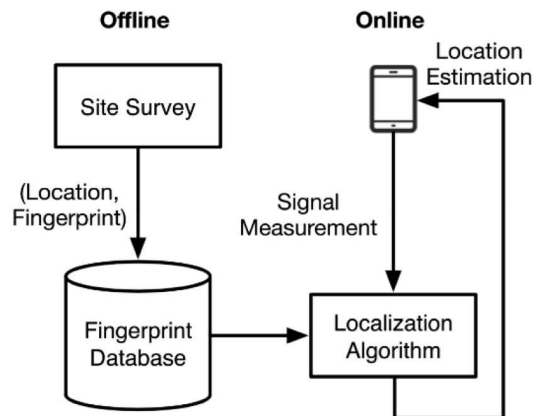 Offline
Online
Site Survey
Location
Estimation
(Location,
Fingerprint)
Signal
Measurement
Fingerprint
Database
Localization
Algorithm